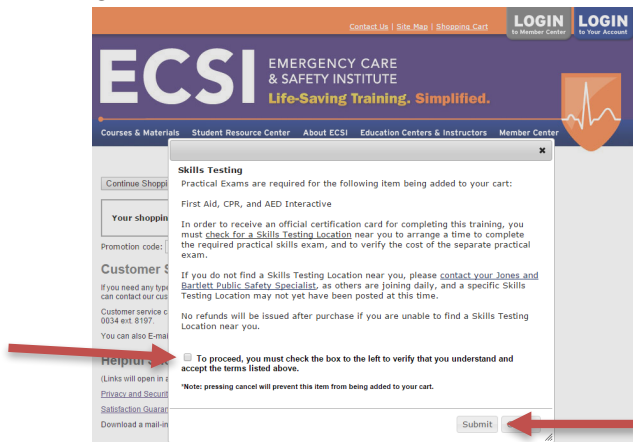 Contact Us | Site Map | Shopping Cart
LOGIN
to Member Center
LOGIN
to Your Account
ECSI
EMERGENCY CARE
& SAFETY INSTITUTE
Life-Saving Training. Simplified.
Courses & Materials Student Resource Center About ECSI Education Centers & Instructors Member Center
Continue Shoppi
Your shoppin
Promotion code:
Customer S
If you need any type
can contact our cus
Customer service c
0034 ext. 8197.
You can also E-mai
(Links will open in a
Privacy and Securit
Satisfaction Guaran
Download a mail-in
×
Skills Testing
Practical Exams are required for the following item being added to your cart:
First Aid, CPR, and AED Interactive
In order to receive an official certification card for completing this training, you
must check for a Skills Testing Location near you to arrange a time to complete
the required practical skills exam, and to verify the cost of the separate practical
exam.
If you do not find a Skills Testing Location near you, please contact your Jones and
Bartlett Public Safety Specialist, as others are joining daily, and a specific Skills
Testing Location may not yet have been posted at this time.
No refunds will be issued after purchase if you are unable to find a Skills Testing
Location near you.
To proceed, you must check the box to the left to verify that you understand and
accept the terms listed above.
*Note: pressing cancel will prevent this item from being added to your cart.
Submit